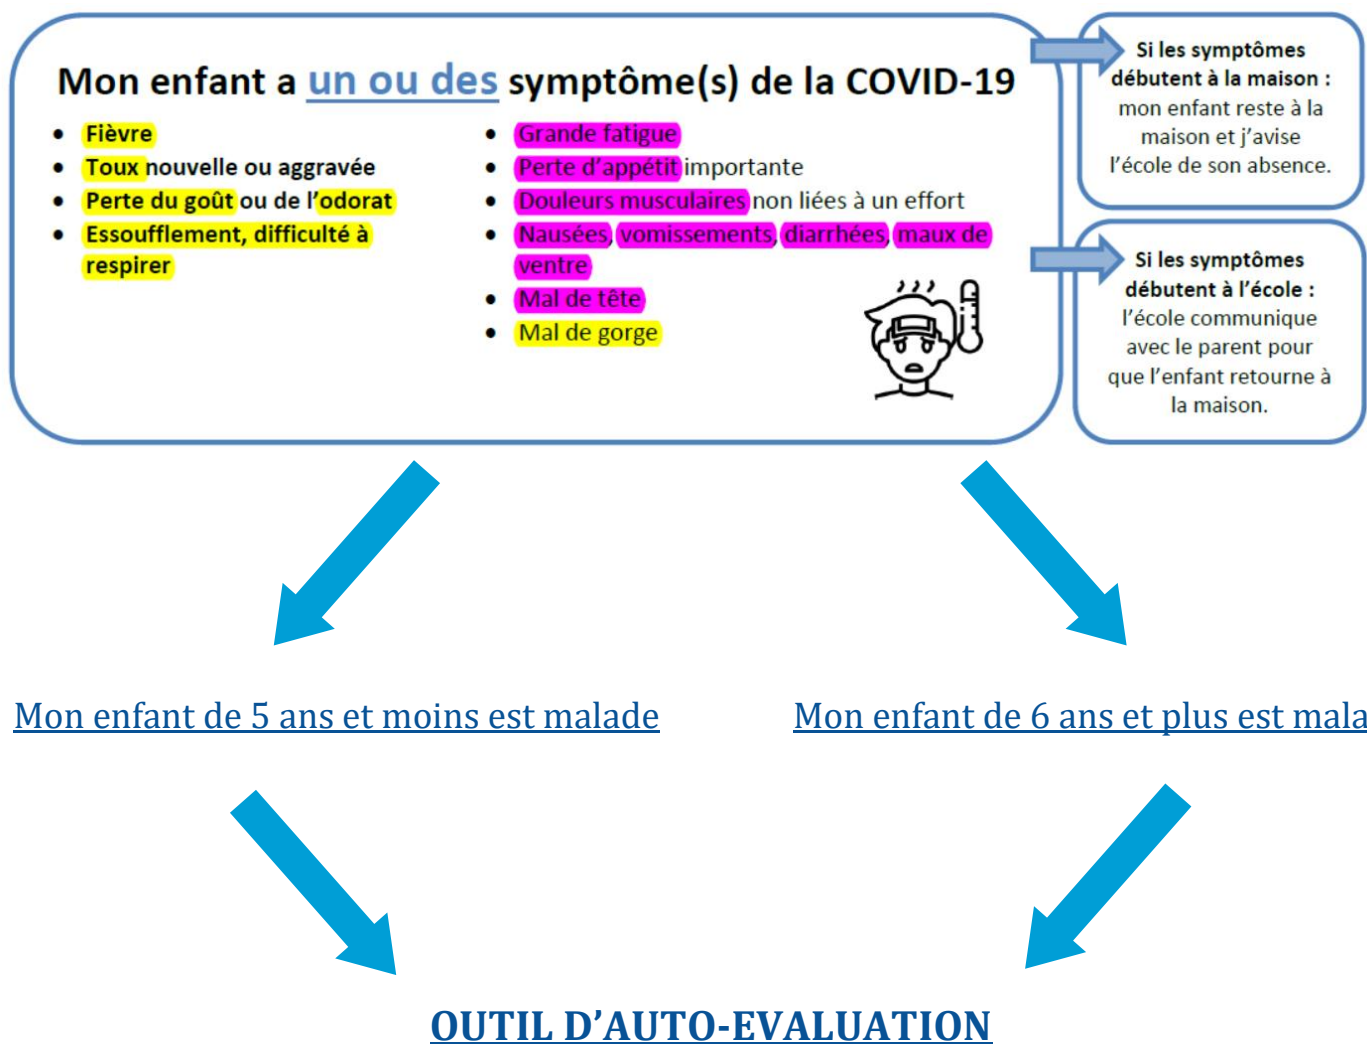 Mon enfant a un ou des symptôme(s) de la COVID-19
• Fièvre
• Toux nouvelle ou aggravée
• Perte du goût ou de l'odorat
• Essoufflement, difficulté à
respirer
• Grande fatigue
• Perte d'appétit importante
• Douleurs musculaires non liées à un effort
• Nausées, vomissements, diarrhées, maux de
ventre
• Mal de tête
• Mal de gorge
Si les symptômes
débutent à la maison :
mon enfant reste à la
maison et j'avise
l'école de son absence.
Si les symptômes
débutent à l'école :
l'école communique
avec le parent pour
que l'enfant retourne à
la maison.
Mon enfant de 5 ans et moins est malade
Mon enfant de 6 ans et plus est mala
OUTIL D'AUTO-EVALUATION